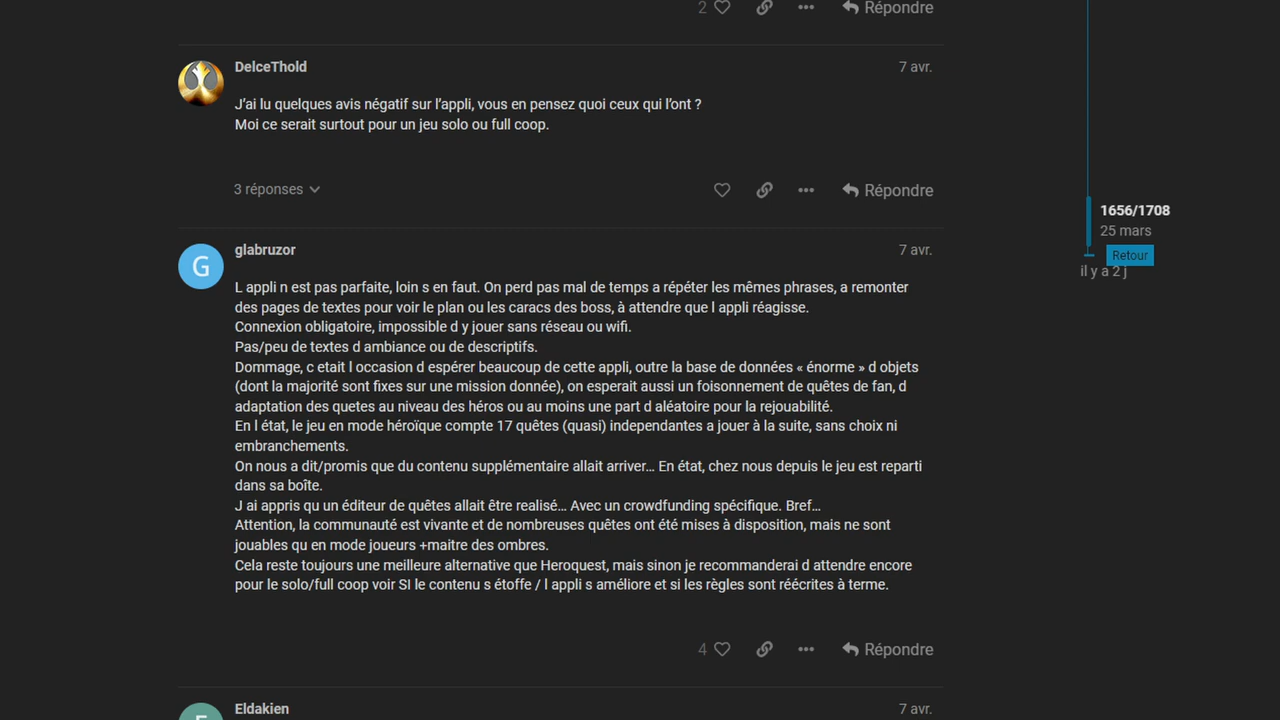 2
Répondre
DelceThold
7 avr.
J'ai lu quelques avis négatif sur l'appli, vous en pensez quoi ceux qui l'ont ?
Moi ce serait surtout pour un jeu solo ou full coop.
3 réponses
Répondre
1656/1708
25 mars
Retour
il y a 2 j
G
glabruzor
7 avr.
L appli n est pas parfaite, loin s en faut. On perd pas mal de temps a répéter les mêmes phrases, a remonter
des pages de textes pour voir le plan ou les caracs des boss, à attendre que l appli réagisse.
Connexion obligatoire, impossible d y jouer sans réseau ou wifi.
Pas/peu de textes d ambiance ou de descriptifs.
Dommage, c etait l occasion d espérer beaucoup de cette appli, outre la base de données « énorme » d objets
(dont la majorité sont fixes sur une mission donnée), on esperait aussi un foisonnement de quêtes de fan, d
adaptation des quetes au niveau des héros ou au moins une part d aléatoire pour la rejouabilité.
En l état, le jeu en mode héroïque compte 17 quêtes (quasi) independantes a jouer à la suite, sans choix ni
embranchements.
On nous a dit/promis que du contenu supplémentaire allait arriver… En état, chez nous depuis le jeu est reparti
dans sa boîte.
J ai appris qu un éditeur de quêtes allait être realisé… Avec un crowdfunding spécifique. Bref…
Attention, la communauté est vivante et de nombreuses quêtes ont été mises à disposition, mais ne sont
jouables qu en mode joueurs +maitre des ombres.
Cela reste toujours une meilleure alternative que Heroquest, mais sinon je recommanderai d attendre encore
pour le solo/full coop voir SI le contenu s étoffe / l appli s améliore et si les règles sont réécrites à terme.
4
Répondre
Eldakien
7 avr.